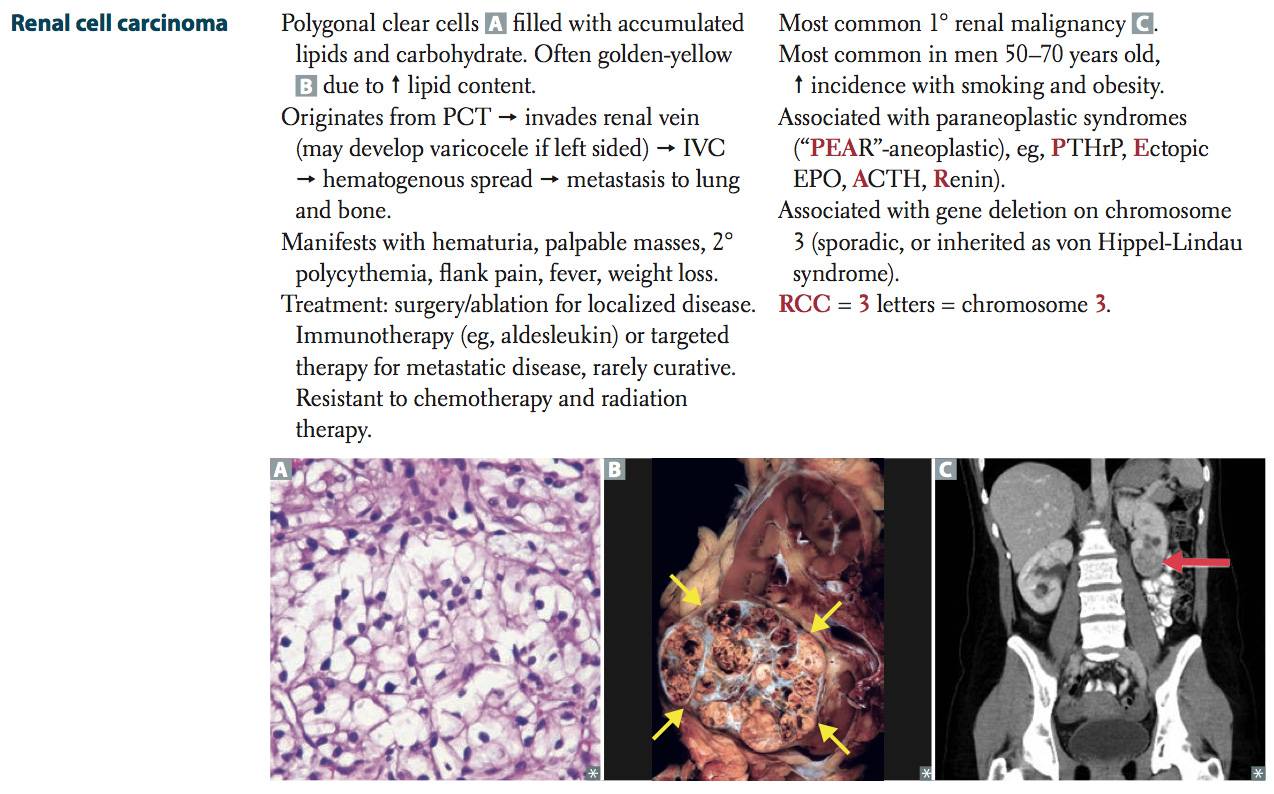 Renal cell carcinoma
Polygonal clear cells A filled with accumulated
lipids and carbohydrate. Often golden-yellow
B due to ↑ lipid content.
Originates from PCT → invades renal vein
(may develop varicocele if left sided) → IVC
→ hematogenous spread → metastasis to lung
and bone.
Manifests with hematuria, palpable masses, 2°
polycythemia, flank pain, fever, weight loss.
Treatment: surgery/ablation for localized disease.
Immunotherapy (eg, aldesleukin) or targeted
therapy for metastatic disease, rarely curative.
Resistant to chemotherapy and radiation
therapy.
Most common 1° renal malignancy C.
Most common in men 50–70 years old,
↑ incidence with smoking and obesity.
Associated with paraneoplastic syndromes
(“PEAR”-aneoplastic), eg, PTHrP, Ectopic
EPO, ACTH, Renin).
Associated with gene deletion on chromosome
3 (sporadic, or inherited as von Hippel-Lindau
syndrome).
RCC = 3 letters = chromosome 3.
A
B
C
*
*
*